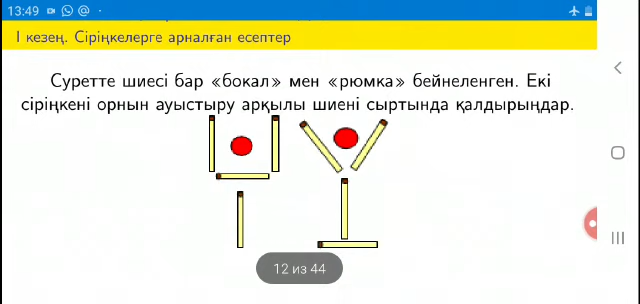 13:49
І кезең. Сіріңкелерге арналған есептер
Суретте шиесі бар «бокал» мен «рюмка» бейнеленген. Екі
сіріңкені орнын ауыстыру арқылы шиені сыртында қалдырыңдар.
12 из 44